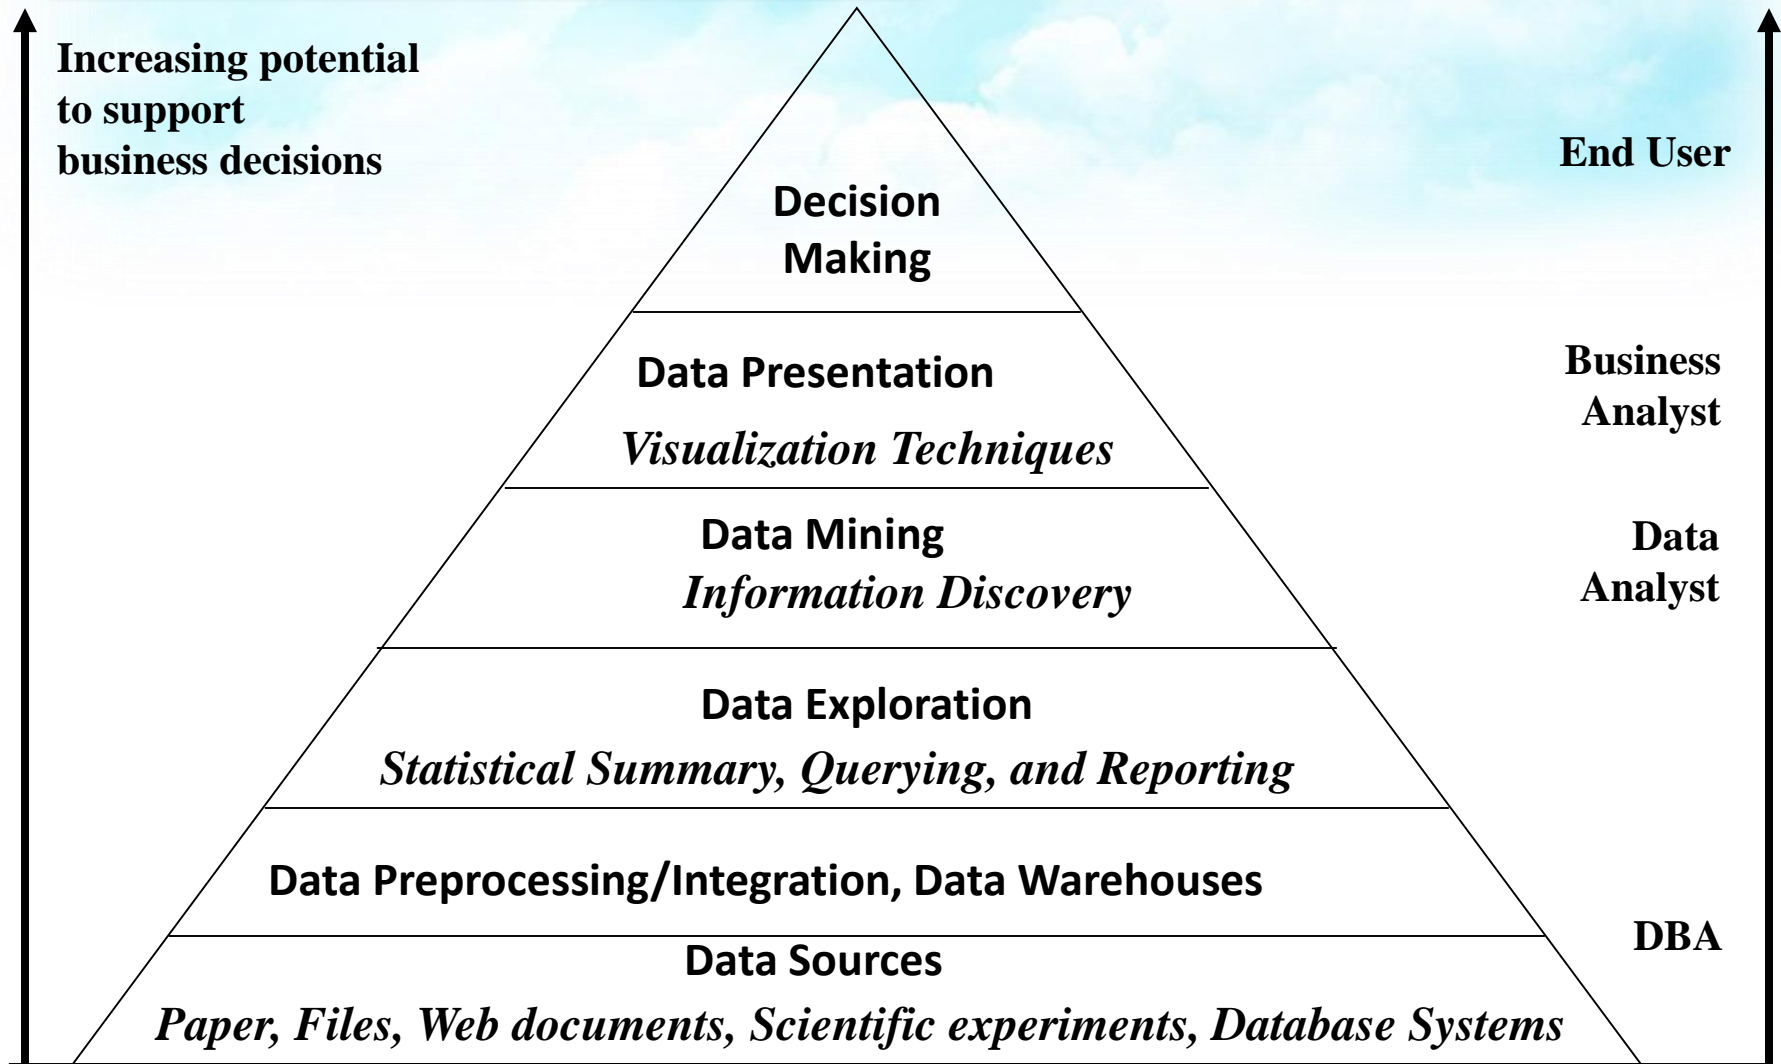 Increasing potential
to support
business decisions
End User
Decision
Making
Data Presentation
Visualization Techniques
Business
Analyst
Data Mining
Information Discovery
Data
Analyst
Data Exploration
Statistical Summary, Querying, and Reporting
Data Preprocessing/Integration, Data Warehouses
DBA
Data Sources
Paper, Files, Web documents, Scientific experiments, Database Systems